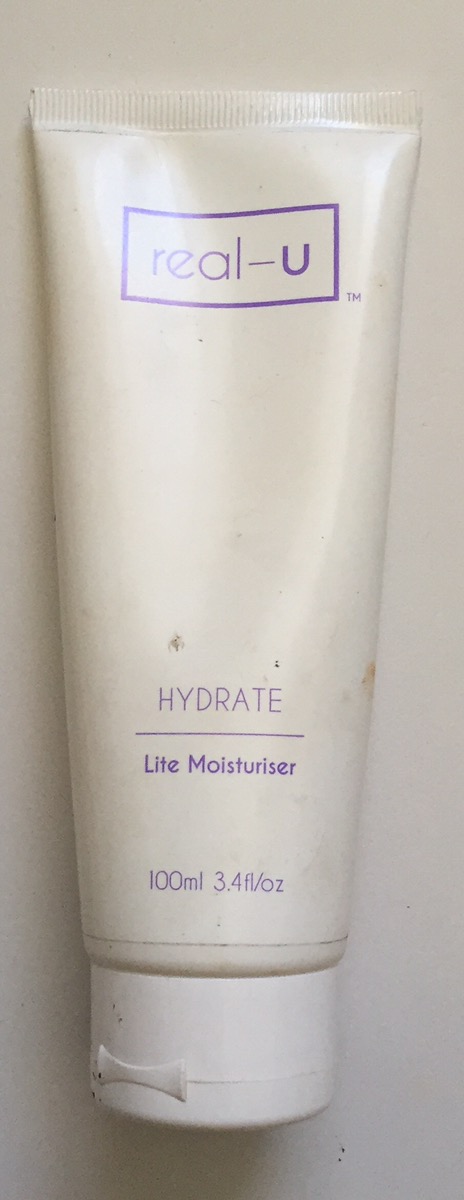 real-U
TM
HYDRATE
Lite Moisturiser
100ml 3.4fl/oz